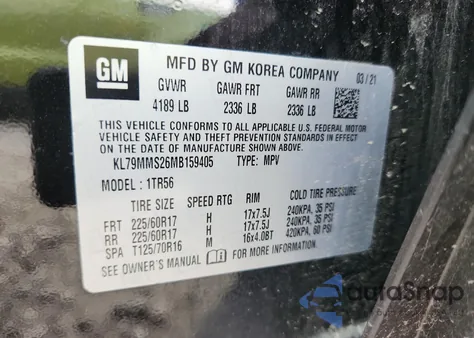 GM
MFD BY GM KOREA COMPANY 03/21
GVWR GAWR FRT GAWR RR
4189 LB 2336 LB 2336 LB
THIS VEHICLE CONFORMS TO ALL APPLICABLE U.S. FEDERAL MOTOR
VEHICLE SAFETY AND THEFT PREVENTION STANDARDS IN EFFECT
ON THE DATE OF MANUFACTURE SHOWN ABOVE.
KL79MMS26MB159405 TYPE: MPV
MODEL: 1TR56
TIRE SIZE SPEED RTG RIM COLD TIRE PRESSURE
FRT 225/60R17 H 17x7.5J 240KPA, 35 PSI
RR 225/60R17 H 17x7.5J 240KPA, 35 PSI
SPA T125/70R16 M 16x4.0BT 420KPA, 60 PSI
SEE OWNER'S MANUAL FOR MORE INFORMATION.
autoSnap